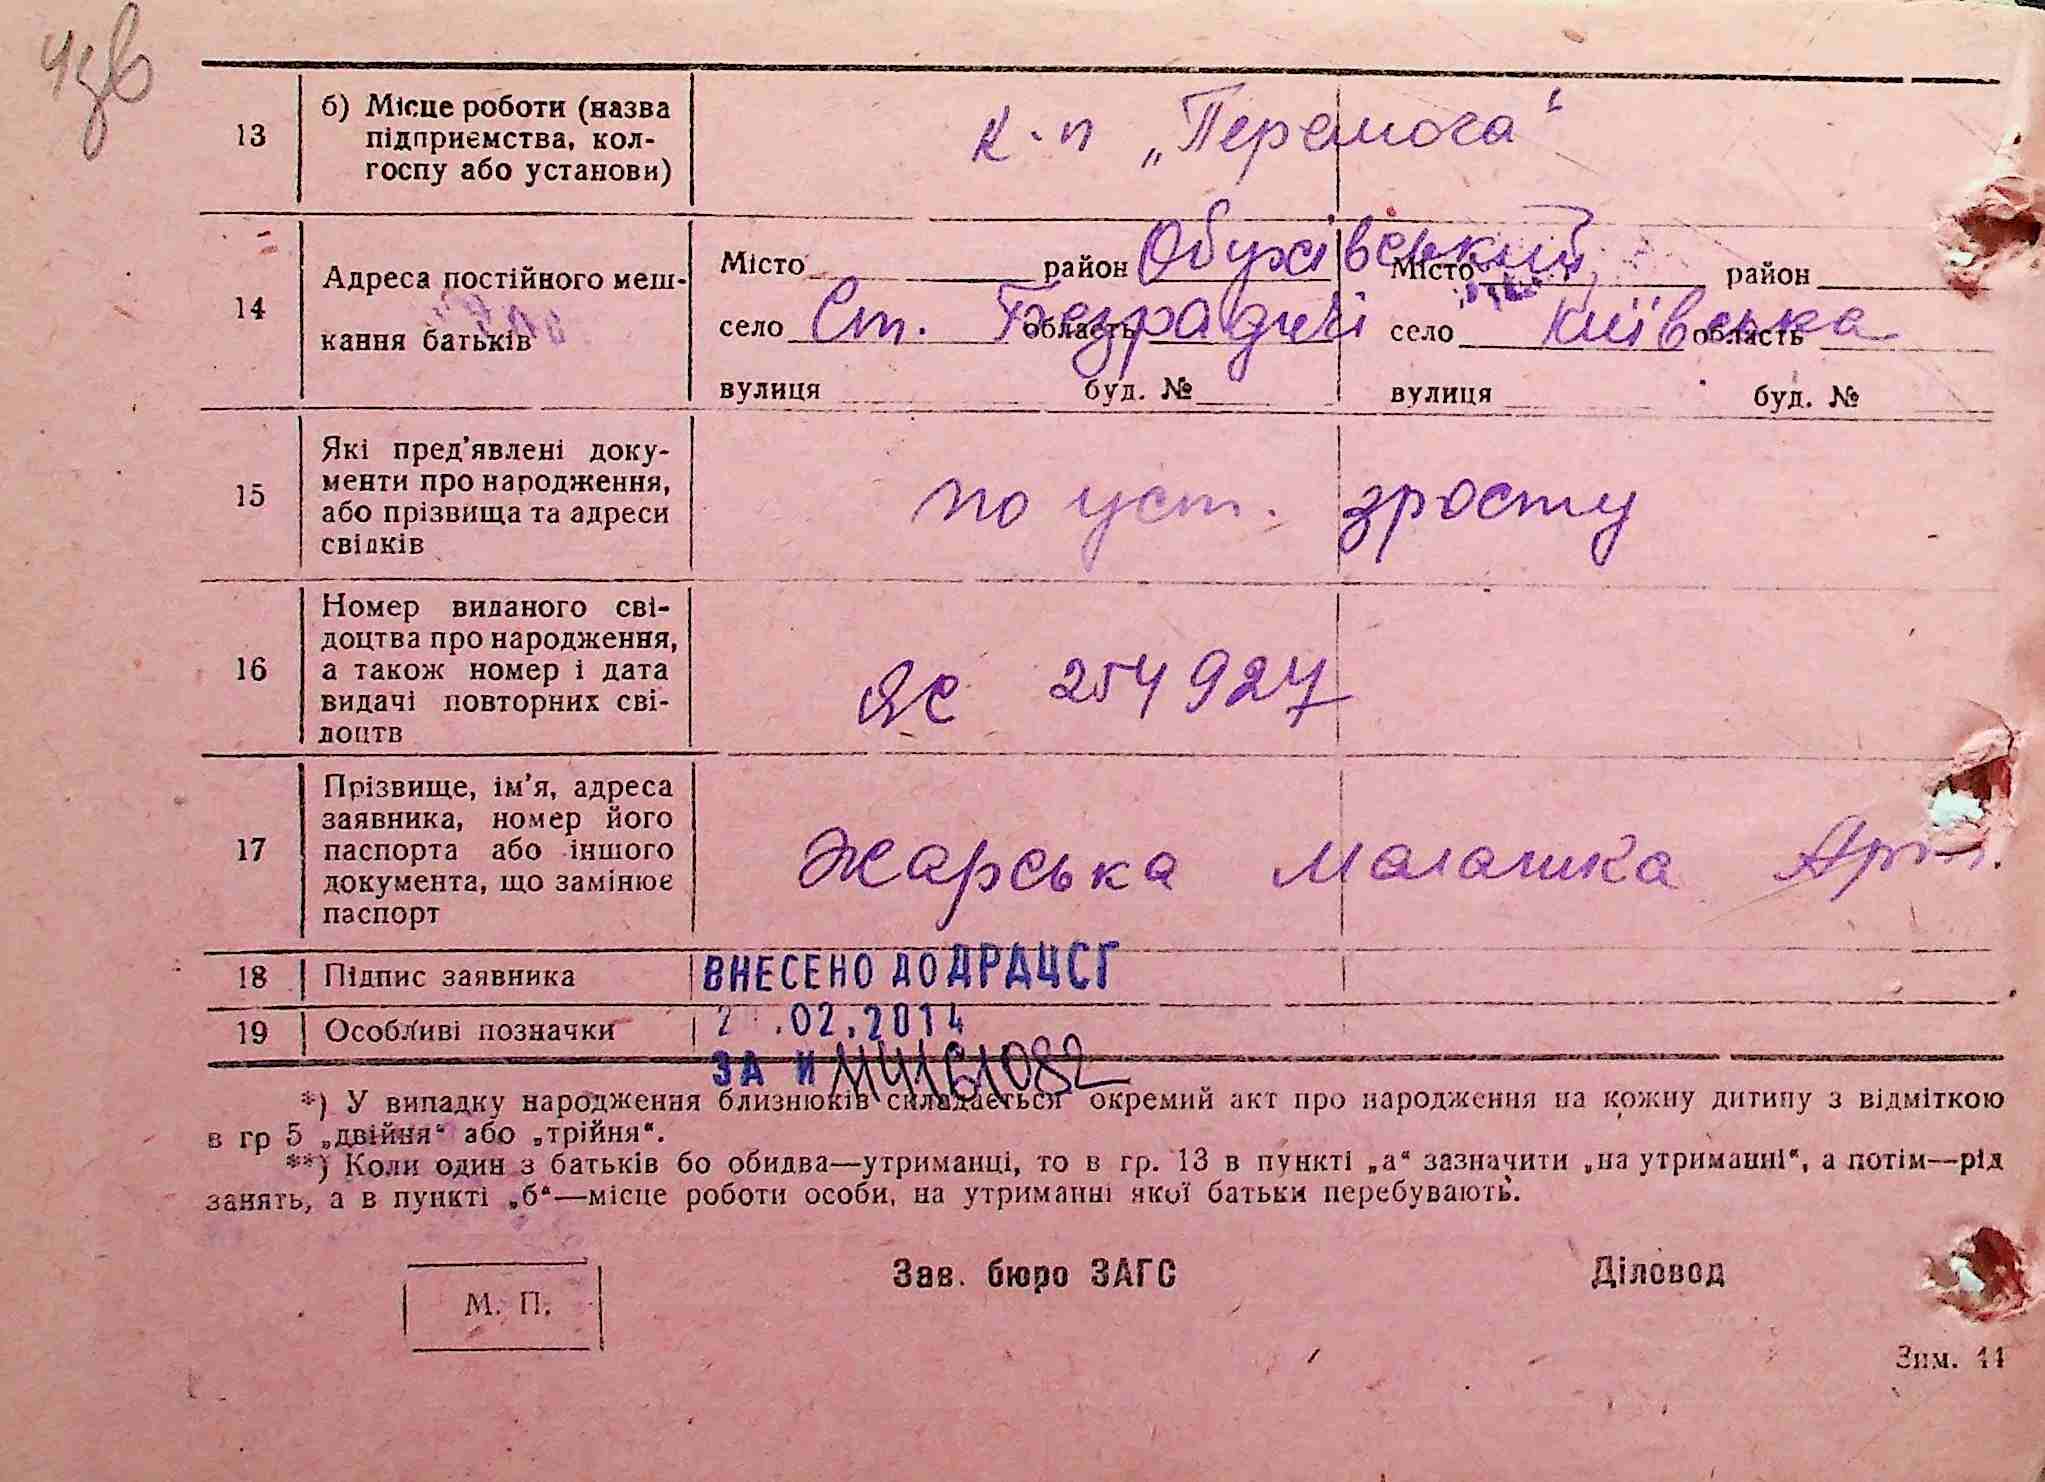 13
б) Місце роботи (назва
підприємства, кол-
госпу або установи)
к-п „Перемога“
14
Адреса постійного меш-
кання батьків
Місто район Обухівський
село Ст. Безрадичі область
вулиця буд. №
Місто район
село область Київська
вулиця буд. №
15
Які пред’явлені доку-
менти про народження,
або прізвища та адреси
свідків
по уст. зросту
16
Номер виданого сві-
доцтва про народження,
а також номер і дата
видачі повторних сві-
доцтв
ЯС 254927
17
Прізвище, ім’я, адреса
заявника, номер його
паспорта або іншого
документа, що замінює
паспорт
Жарська Малашка Арт.
18 Підпис заявника
ВНЕСЕНО ДО ДРАЦСГ
19 Особливі позначки
2 .02.2014
ЗА И
*) У випадку народження близнюків складається окремий акт про народження на кожну дитину з відміткою
в гр 5 „двійня“ або „трійня“.
**) Коли один з батьків бо обидва—утриманці, то в гр. 13 в пункті „а“ зазначити „на утриманні“, а потім—рід
занять, а в пункті „б“—місце роботи особи, на утриманні якої батьки перебувають.
Зав. бюро ЗАГС
Діловод
М. П.
Зим. 11